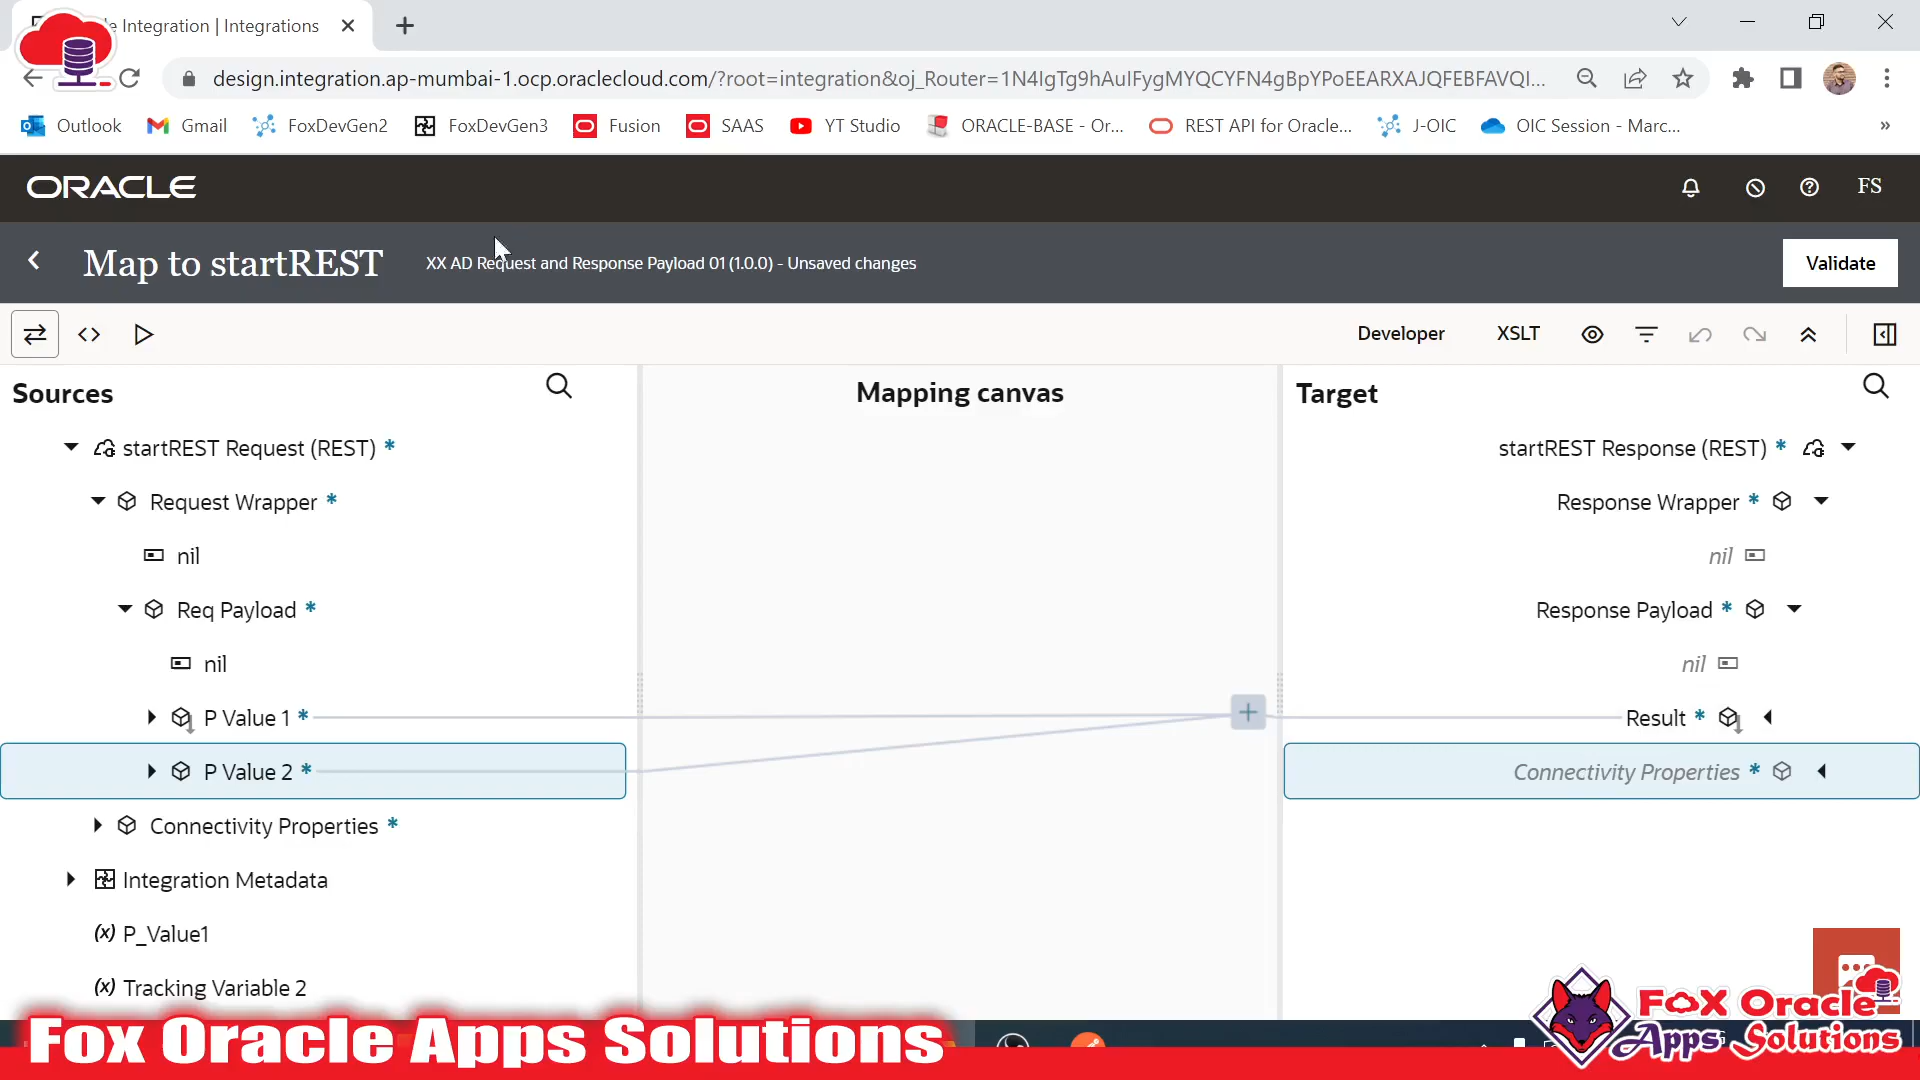 Integration | Integrations
design.integration.ap-mumbai-1.ocp.oraclecloud.com/?root=integration&oj_Router=1N4IgTg9hAulFygMYQCYFN4gBpYPoEEARXAJQFEBFAVQI...
Outlook
Gmail
FoxDevGen2
FoxDevGen3
Fusion
SAAS
YT Studio
ORACLE-BASE - Or...
REST API for Oracle...
J-OIC
OIC Session - Marc...
»
ORACLE
FS
Map to startREST
XX AD Request and Response Payload 01 (1.0.0) - Unsaved changes
Validate
Developer
XSLT
Sources
Mapping canvas
Target
startREST Request (REST) *
startREST Response (REST) *
Request Wrapper *
Response Wrapper *
nil
nil
Req Payload *
Response Payload *
nil
nil
P Value 1 *
Result *
P Value 2 *
Connectivity Properties *
Connectivity Properties *
Integration Metadata
(x) P_Value1
(x) Tracking Variable 2
Fox Oracle Apps Solutions
Fox Oracle
Apps Solutions